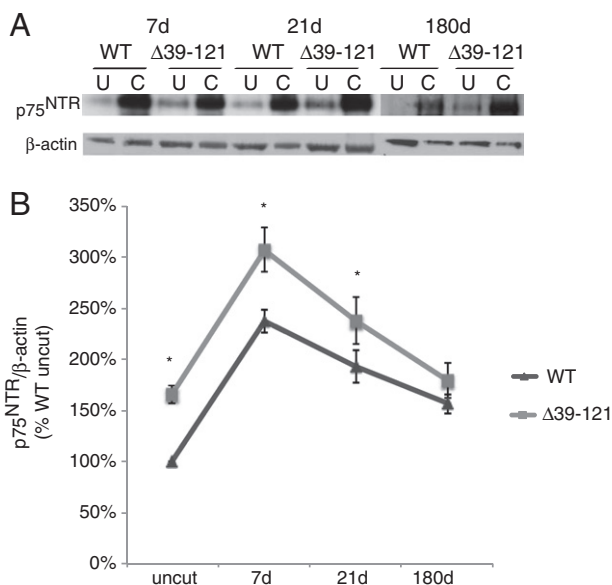 A
7d 21d 180d
WT Δ39-121 WT Δ39-121 WT Δ39-121
U C U C U C U C U C U C
p75NTR
β-actin
B
350%
300%
250%
200%
150%
100%
50%
0%
p75NTR/β-actin
(% WT uncut)
* * *
WT
Δ39-121
uncut 7d 21d 180d